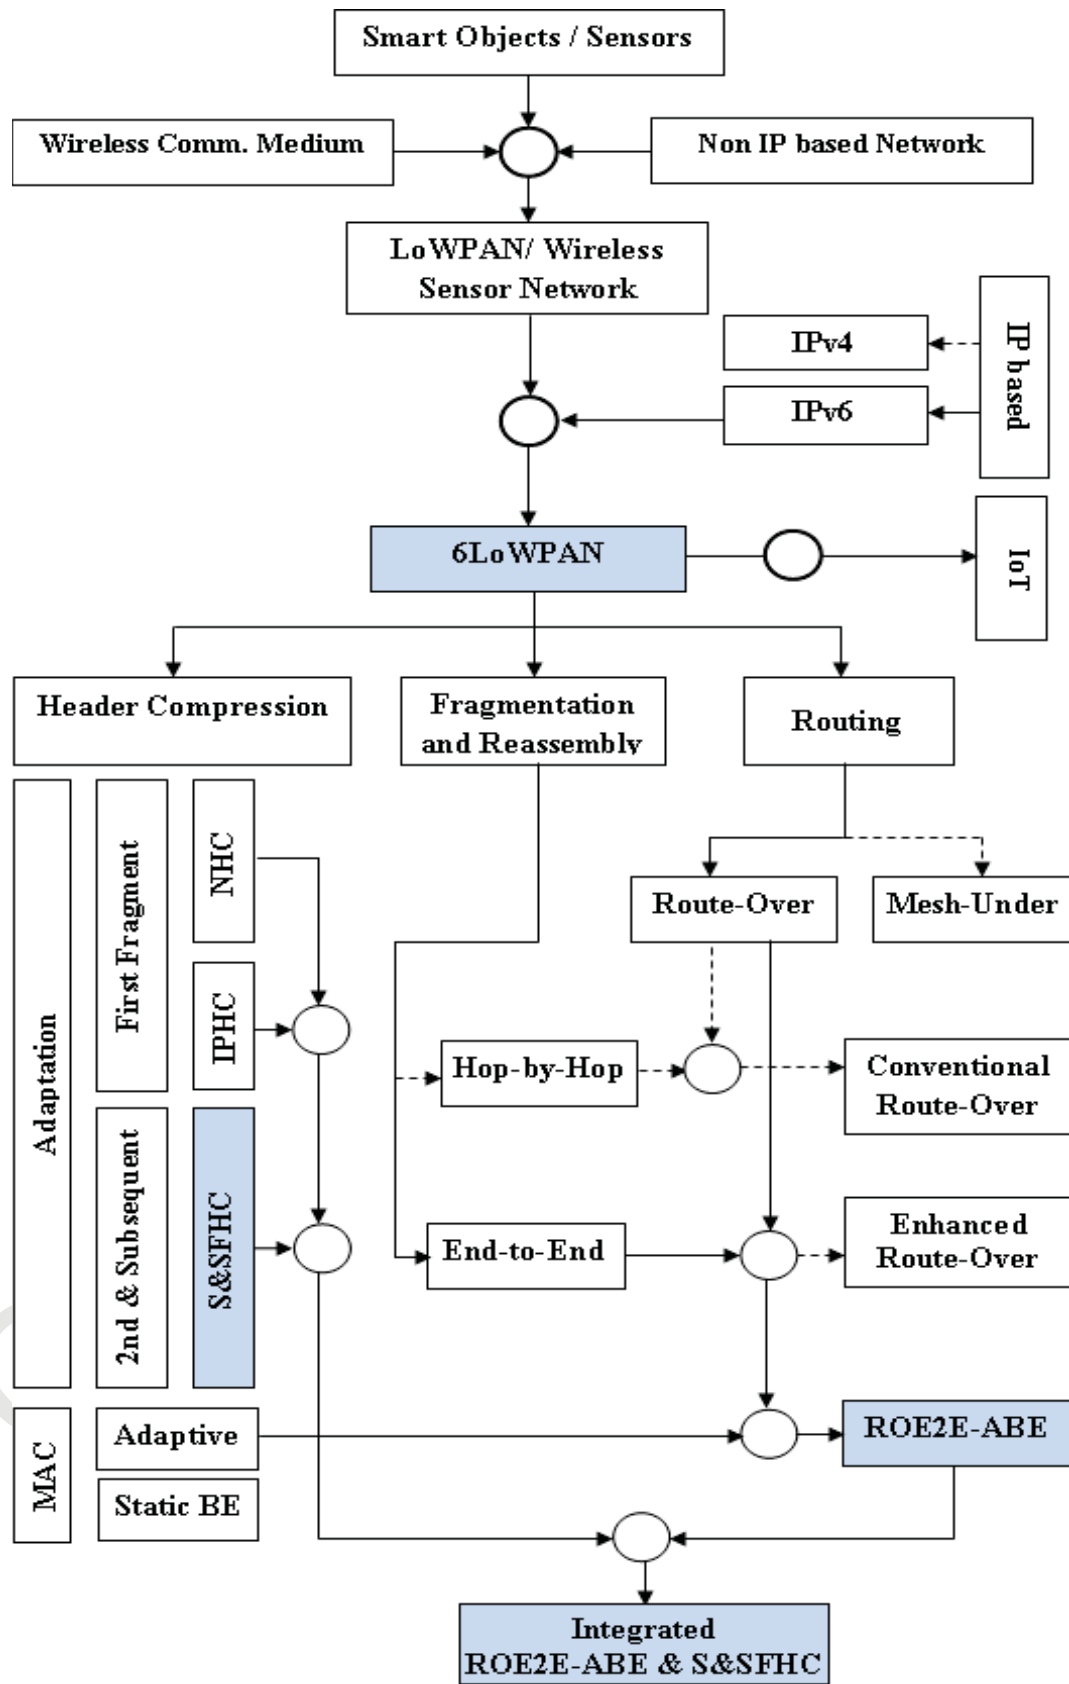 Smart Objects / Sensors
Wireless Comm. Medium
Non IP based Network
LoWPAN/ Wireless
Sensor Network
IP based
IPv4
IPv6
6LoWPAN
IoT
Header Compression
Fragmentation
and Reassembly
Routing
Adaptation
First Fragment
NHC
Route-Over
Mesh-Under
IPHC
Hop-by-Hop
Conventional
Route-Over
2nd & Subsequent
S&SFHC
End-to-End
Enhanced
Route-Over
MAC
Adaptive
ROE2E-ABE
Static BE
Integrated
ROE2E-ABE & S&SFHC